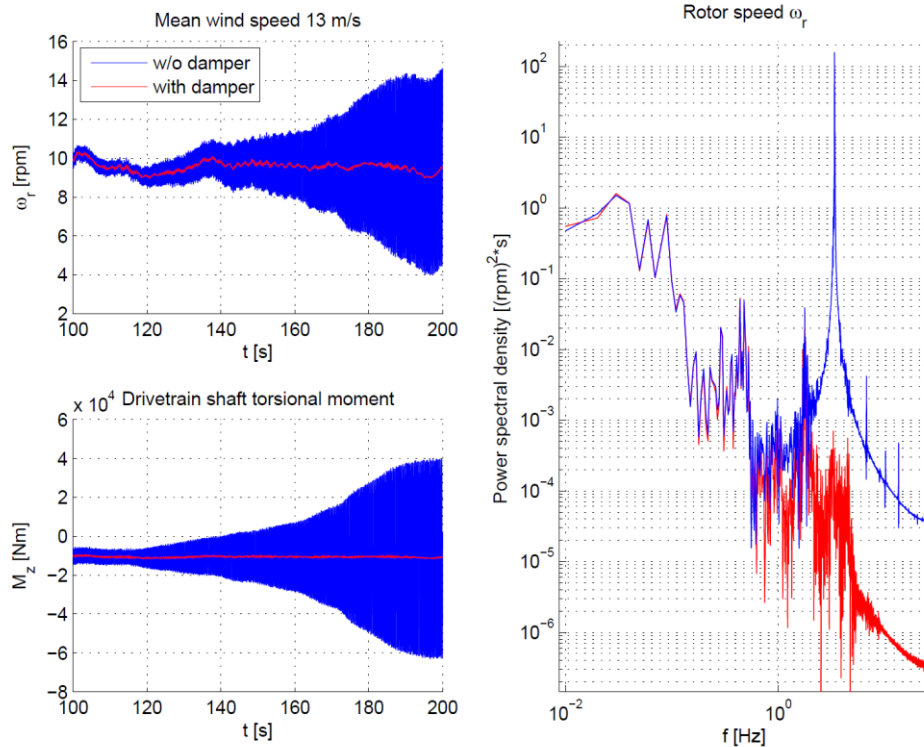 Mean wind speed 13 m/s
16
14
12
10
8
6
4
2
ω_r [rpm]
w/o damper
with damper
100 120 140 160 180 200
t [s]
x 10^4 Drivetrain shaft torsional moment
6
4
2
0
−2
−4
−6
−8
M_z [Nm]
100 120 140 160 180 200
t [s]
Rotor speed ω_r
10^2
10^1
10^0
10^−1
10^−2
10^−3
10^−4
10^−5
10^−6
Power spectral density [(rpm)^2*s]
10^−2 10^0
f [Hz]